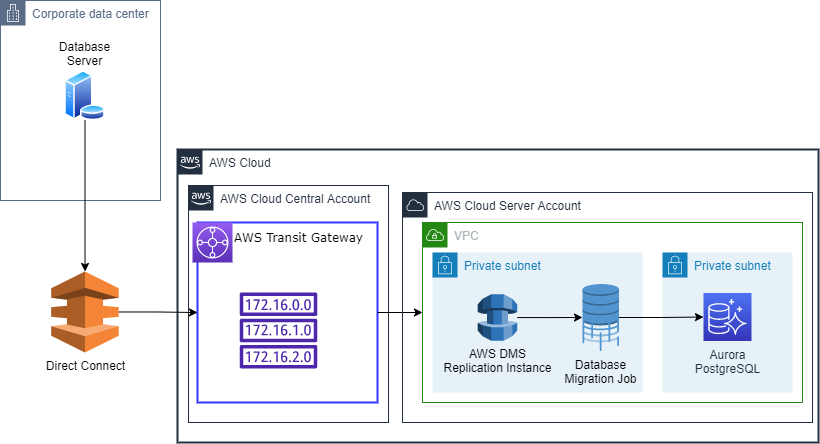 Corporate data center
Database
Server
aws
AWS Cloud
aws
AWS Cloud Central Account
AWS Transit Gateway
172.16.0.0
172.16.1.0
172.16.2.0
Direct Connect
AWS Cloud Server Account
VPC
Private subnet
AWS DMS
Replication Instance
Database
Migration Job
Private subnet
Aurora
PostgreSQL